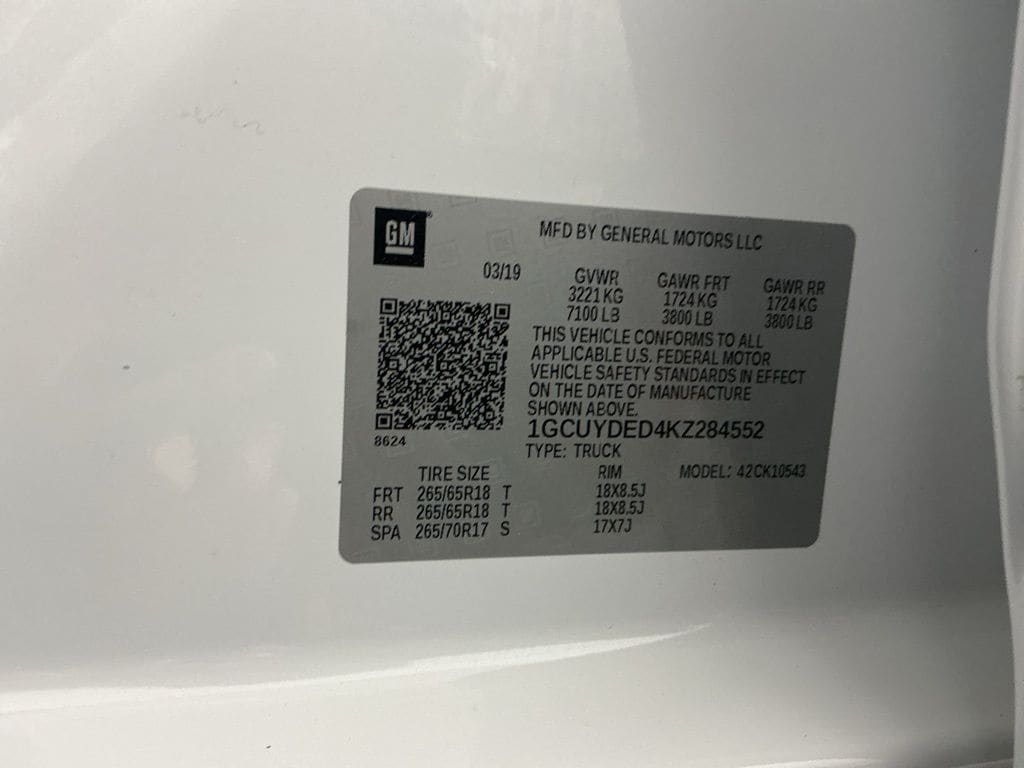 GM
MFD BY GENERAL MOTORS LLC
03/19
GVWR GAWR FRT GAWR RR
3221 KG 1724 KG 1724 KG
7100 LB 3800 LB 3800 LB
THIS VEHICLE CONFORMS TO ALL
APPLICABLE U.S. FEDERAL MOTOR
VEHICLE SAFETY STANDARDS IN EFFECT
ON THE DATE OF MANUFACTURE
SHOWN ABOVE.
8624
1GCUYDED4KZ284552
TYPE: TRUCK
TIRE SIZE RIM MODEL: 42CK10543
FRT 265/65R18 T 18X8.5J
RR 265/65R18 T 18X8.5J
SPA 265/70R17 S 17X7J